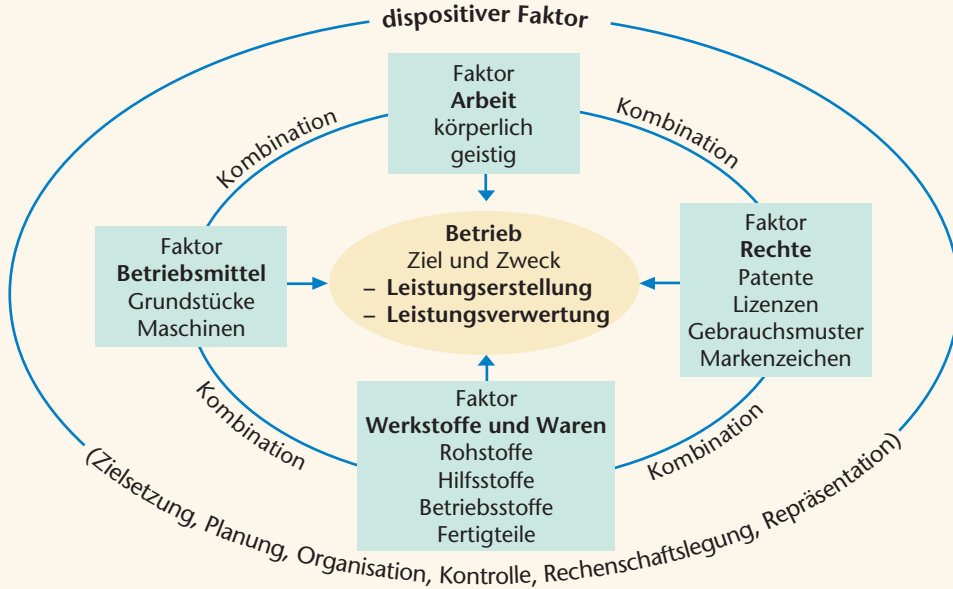 dispositiver Faktor
Faktor
Arbeit
körperlich
geistig
Kombination
Kombination
Faktor
Betriebsmittel
Grundstücke
Maschinen
Betrieb
Ziel und Zweck
– Leistungserstellung
– Leistungsverwertung
Faktor
Rechte
Patente
Lizenzen
Gebrauchsmuster
Markenzeichen
Kombination
Faktor
Werkstoffe und Waren
Rohstoffe
Hilfsstoffe
Betriebsstoffe
Fertigteile
Kombination
(Zielsetzung, Planung, Organisation, Kontrolle, Rechenschaftslegung, Repräsentation)